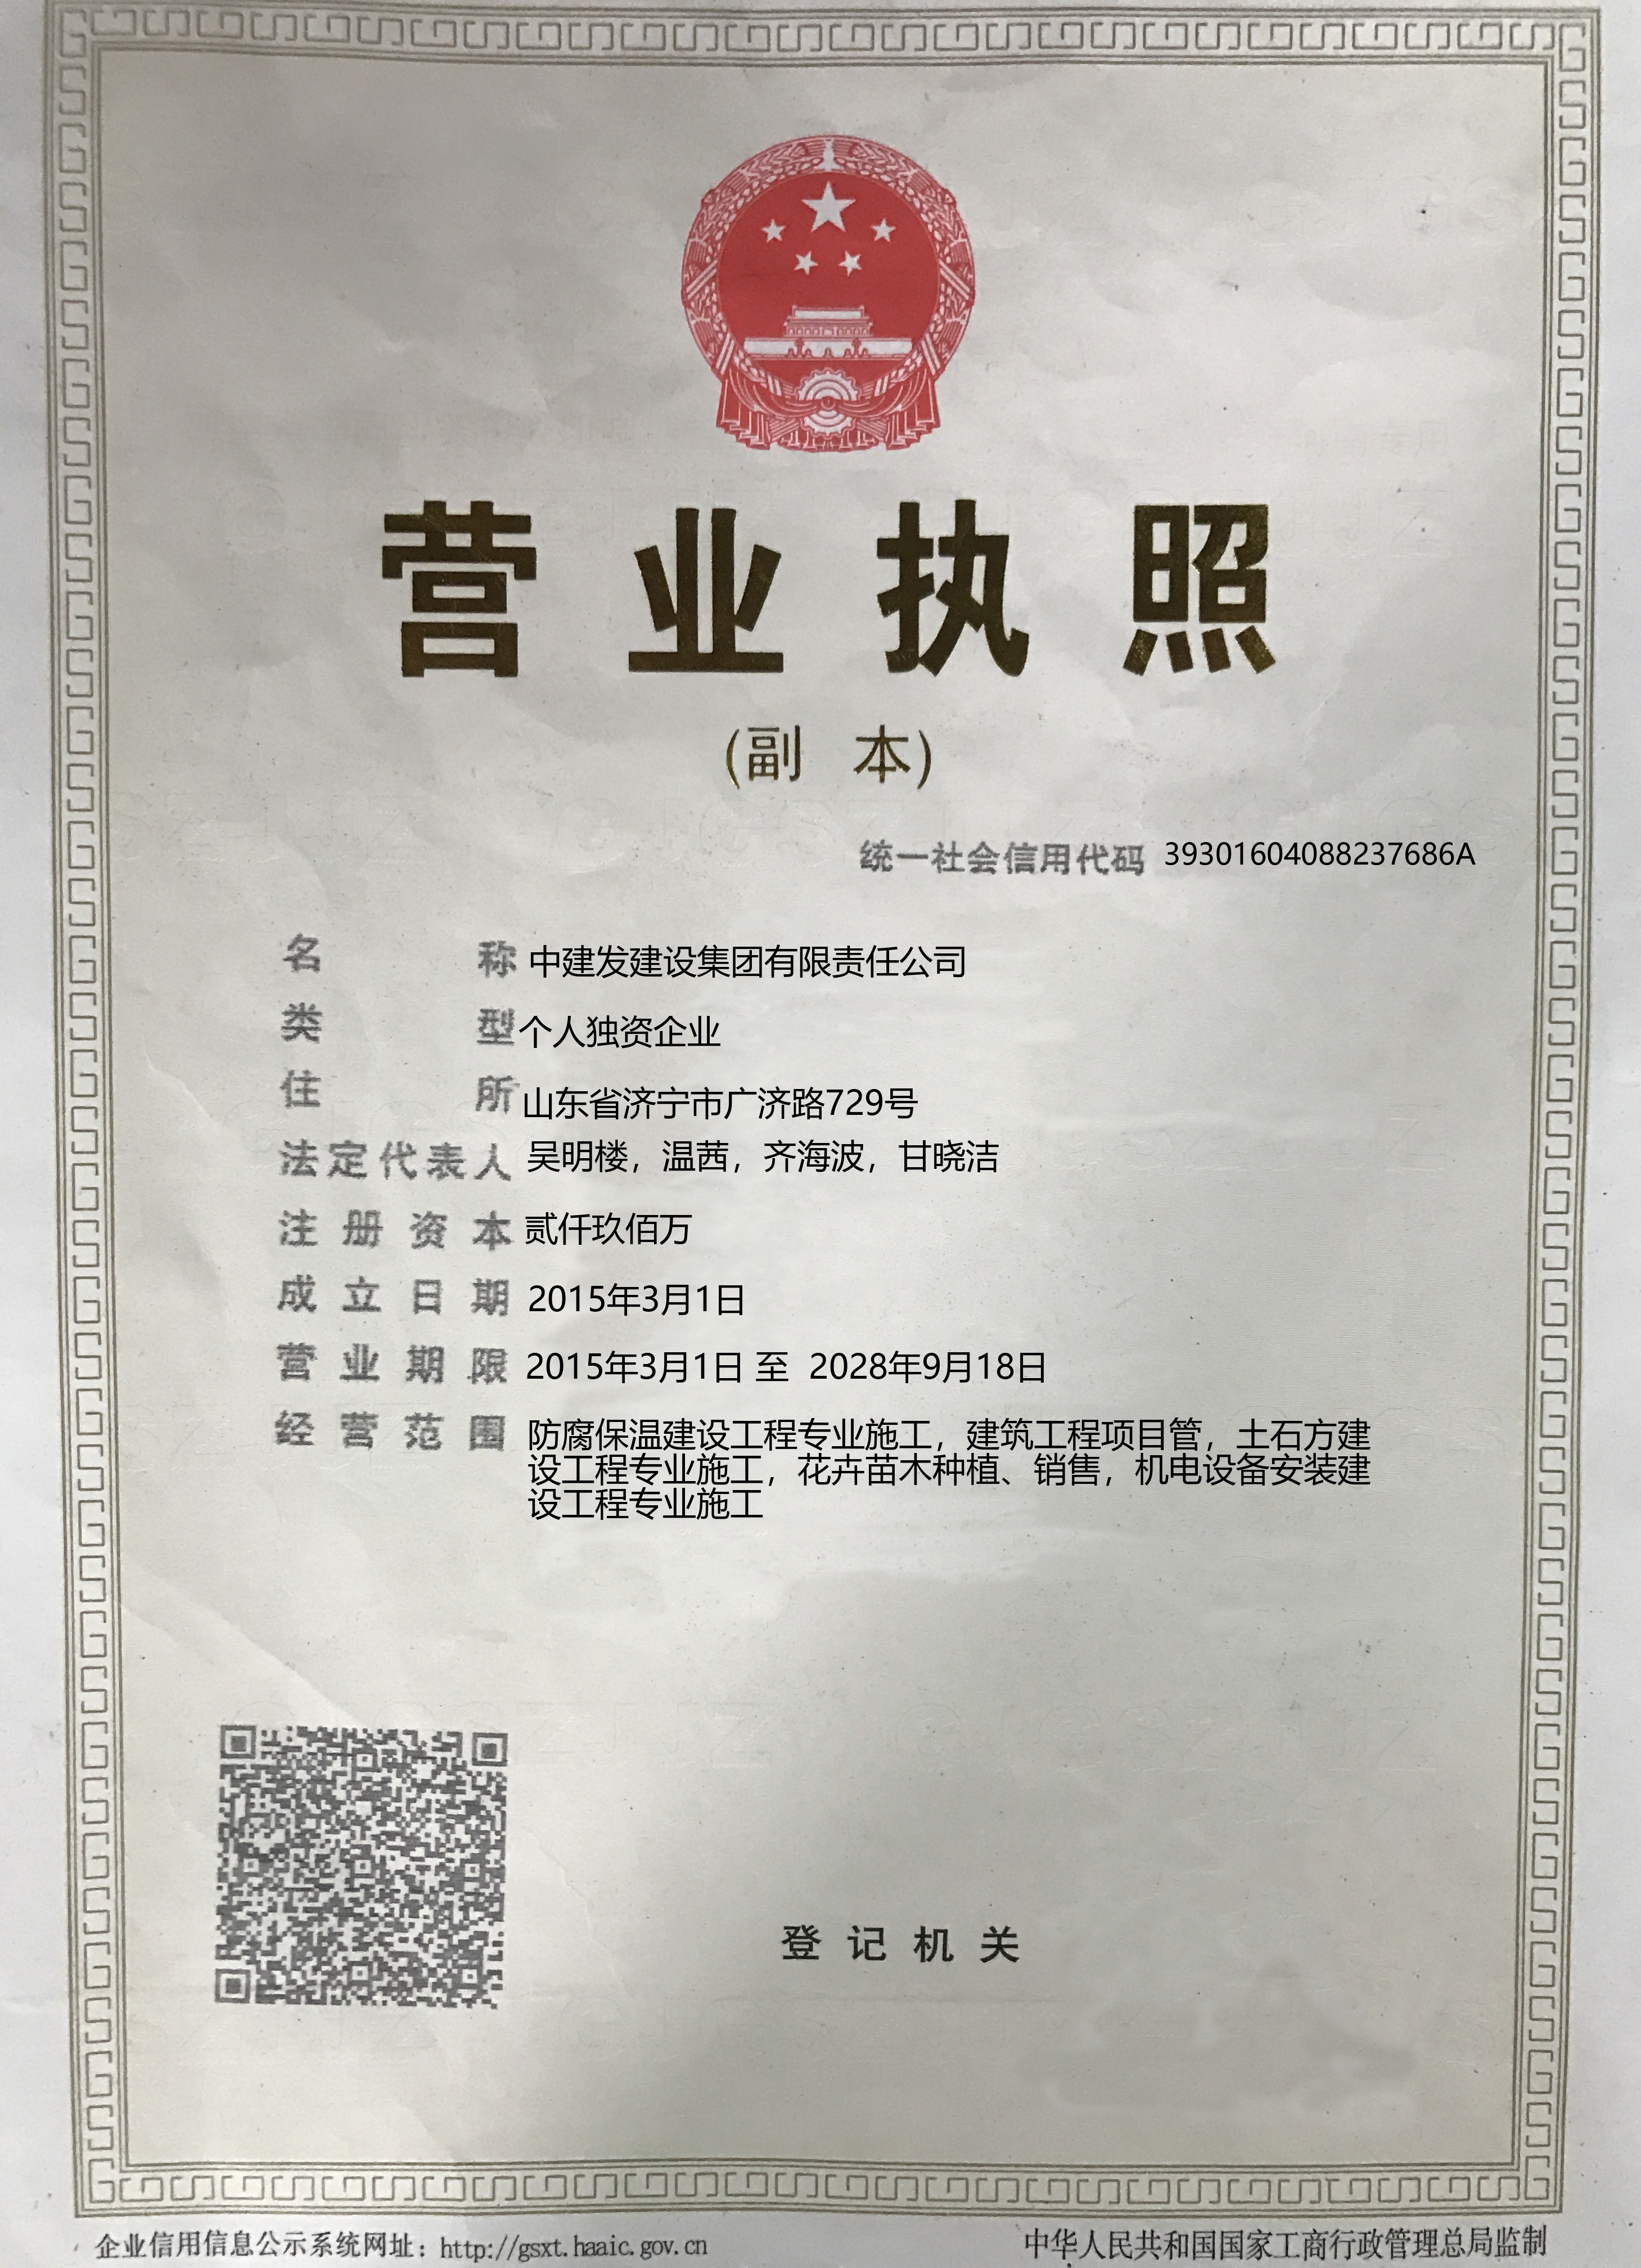 营业执照
(副 本)
统一社会信用代码 39301604088237686A
名称 中建发建设集团有限责任公司
类型 个人独资企业
住所 山东省济宁市广济路729号
法定代表人 吴明楼，温茜，齐海波，甘晓洁
注册资本 贰仟玖佰万
成立日期 2015年3月1日
营业期限 2015年3月1日 至 2028年9月18日
经营范围 防腐保温建设工程专业施工，建筑工程项目管，土石方建
设工程专业施工，花卉苗木种植、销售，机电设备安装建
设工程专业施工
登记机关
企业信用信息公示系统网址：http://gsxt.haaic.gov.cn
中华人民共和国国家工商行政管理总局监制